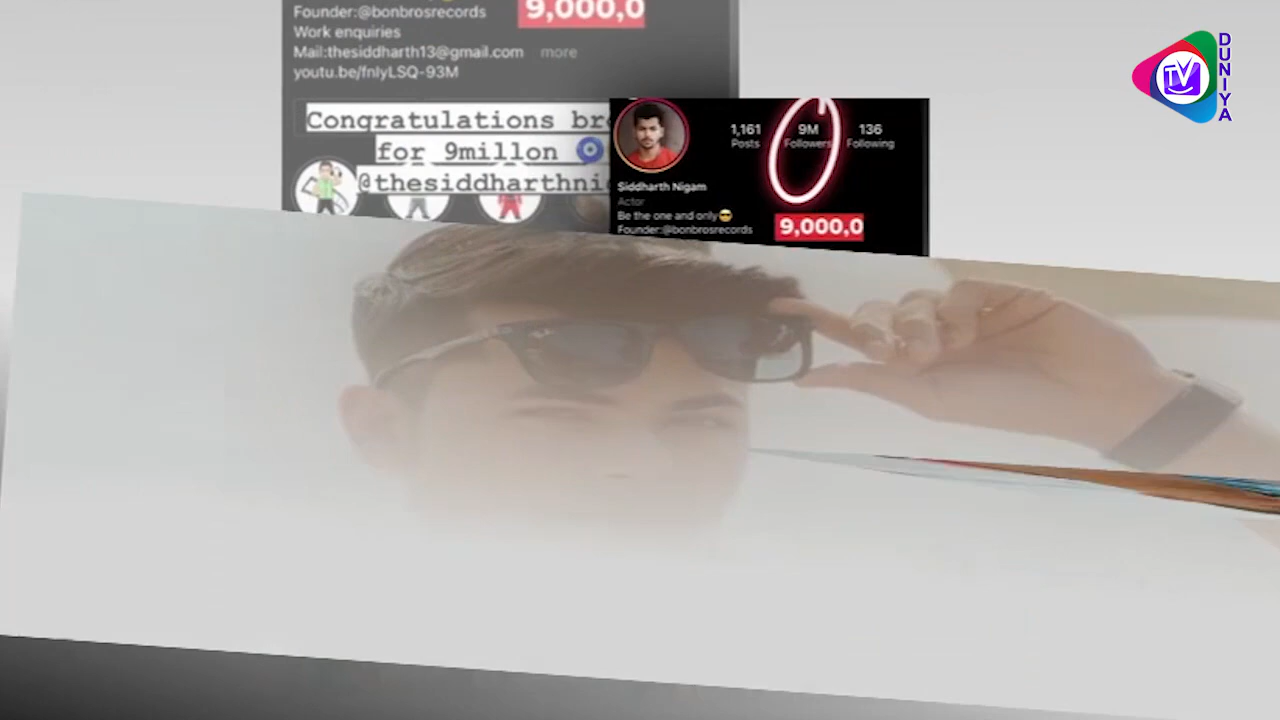 Founder:@bonbrosrecords
9,000,0
Work enquiries
Mail:thesiddharth13@gmail.com more
youtu.be/fnlyLSQ-93M
Congratulations bro
for 9millon
@thesiddharthni
1,161
Posts
9M
Followers
136
Following
Siddharth Nigam
Actor
Be the one and only😎
Founder:@bonbrosrecords
9,000,0
TV
DUNIYA